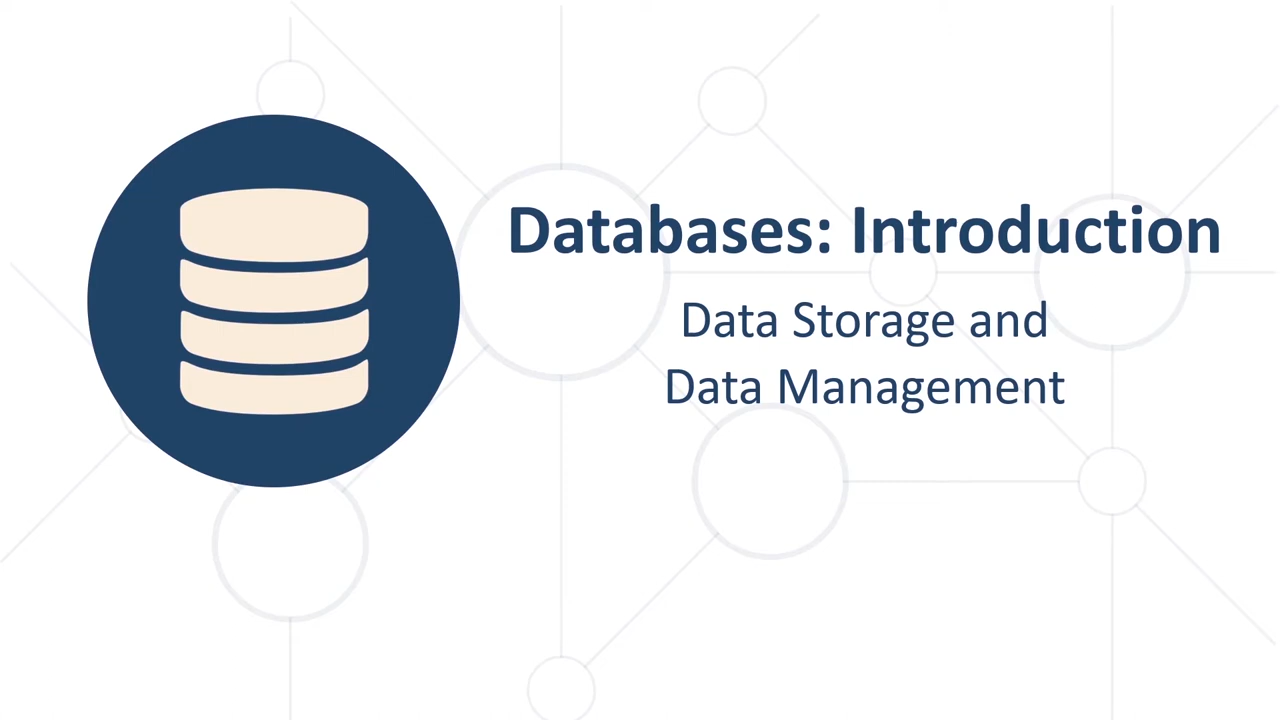 Databases: Introduction
Data Storage and
Data Management